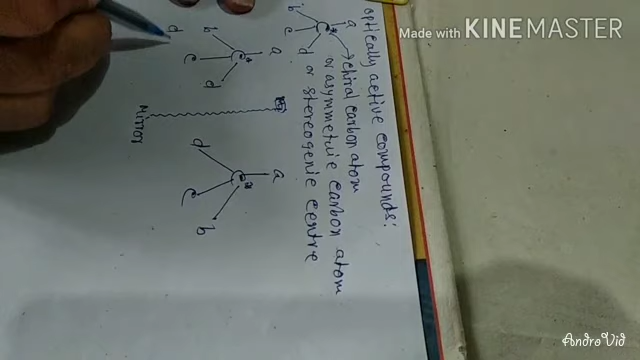 Made with KINEMASTER
optically active compounds:
a
b
c
d
C*
chiral carbon atom
or asymmetric carbon atom
or stereogenic centre
a
b
c
d
C*
d
Mirror
a
d
c
b
C*
AndroVid